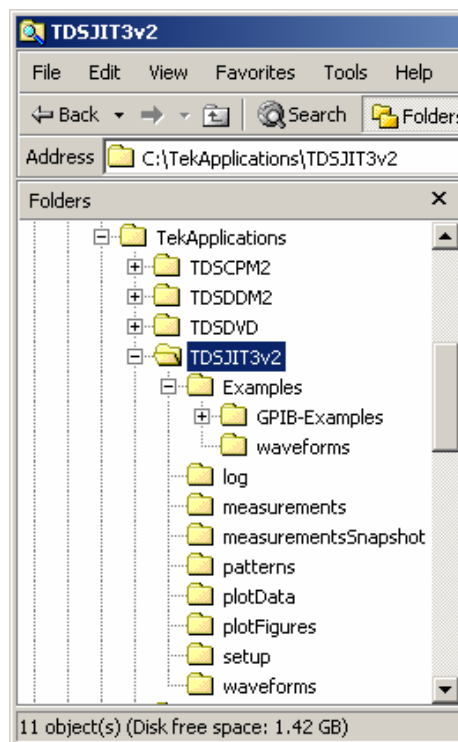 TDSJIT3v2
File Edit View Favorites Tools Help
Back Search Folders
Address C:\TekApplications\TDSJIT3v2
Folders
TekApplications
TDSCPM2
TDSDDM2
TDSDVD
TDSJIT3v2
Examples
GPIB-Examples
waveforms
log
measurements
measurementsSnapshot
patterns
plotData
plotFigures
setup
waveforms
11 object(s) (Disk free space: 1.42 GB)